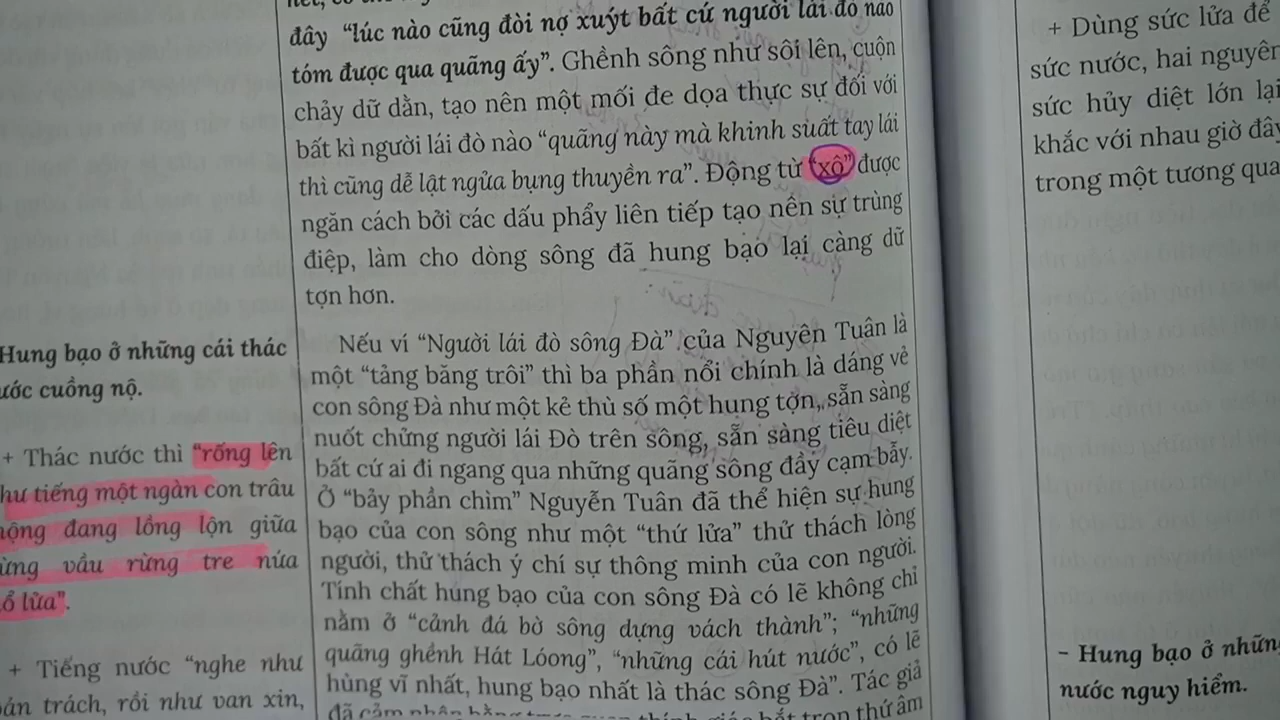 đây “lúc nào cũng đòi nợ xuýt bất cứ người lái đò nào
tóm được qua quãng ấy”. Ghềnh sông như sôi lên, cuộn
chảy dữ dằn, tạo nên một mối đe dọa thực sự đối với
bất kì người lái đò nào “quãng này mà khinh suất tay lái
thì cũng dễ lật ngửa bụng thuyền ra”. Động từ “xô” được
ngăn cách bởi các dấu phẩy liên tiếp tạo nên sự trùng
điệp, làm cho dòng sông đã hung bạo lại càng dữ
tợn hơn.
Hung bạo ở những cái thác
cuồng nộ.
+ Thác nước thì “rống lên
tiếng một ngàn con trâu
đang lồng lộn giữa
vầu rừng tre nứa
lửa”.
+ Tiếng nước “nghe như
trách, rồi như van xin,
Nếu ví “Người lái đò sông Đà” của Nguyễn Tuân là
một “tảng băng trôi” thì ba phần nổi chính là dáng vẻ
con sông Đà như một kẻ thù số một hung tợn, sẵn sàng
nuốt chửng người lái Đò trên sông, sẵn sàng tiêu diệt
bất cứ ai đi ngang qua những quãng sông đầy cạm bẫy.
Ở “bảy phần chìm” Nguyễn Tuân đã thể hiện sự hung
bạo của con sông như một “thứ lửa” thử thách lòng
người, thử thách ý chí sự thông minh của con người.
Tính chất hung bạo của con sông Đà có lẽ không chỉ
nằm ở “cảnh đá bờ sông dựng vách thành”; “những
quãng ghềnh Hát Lóong”, “những cái hút nước”, có lẽ
hùng vĩ nhất, hung bạo nhất là thác sông Đà”. Tác giả
đã cảm nhận bằng thứ âm
+ Dùng sức lửa để
sức nước, hai nguyên
sức hủy diệt lớn lại
khắc với nhau giờ đây
trong một tương qua
- Hung bạo ở những
nước nguy hiểm.